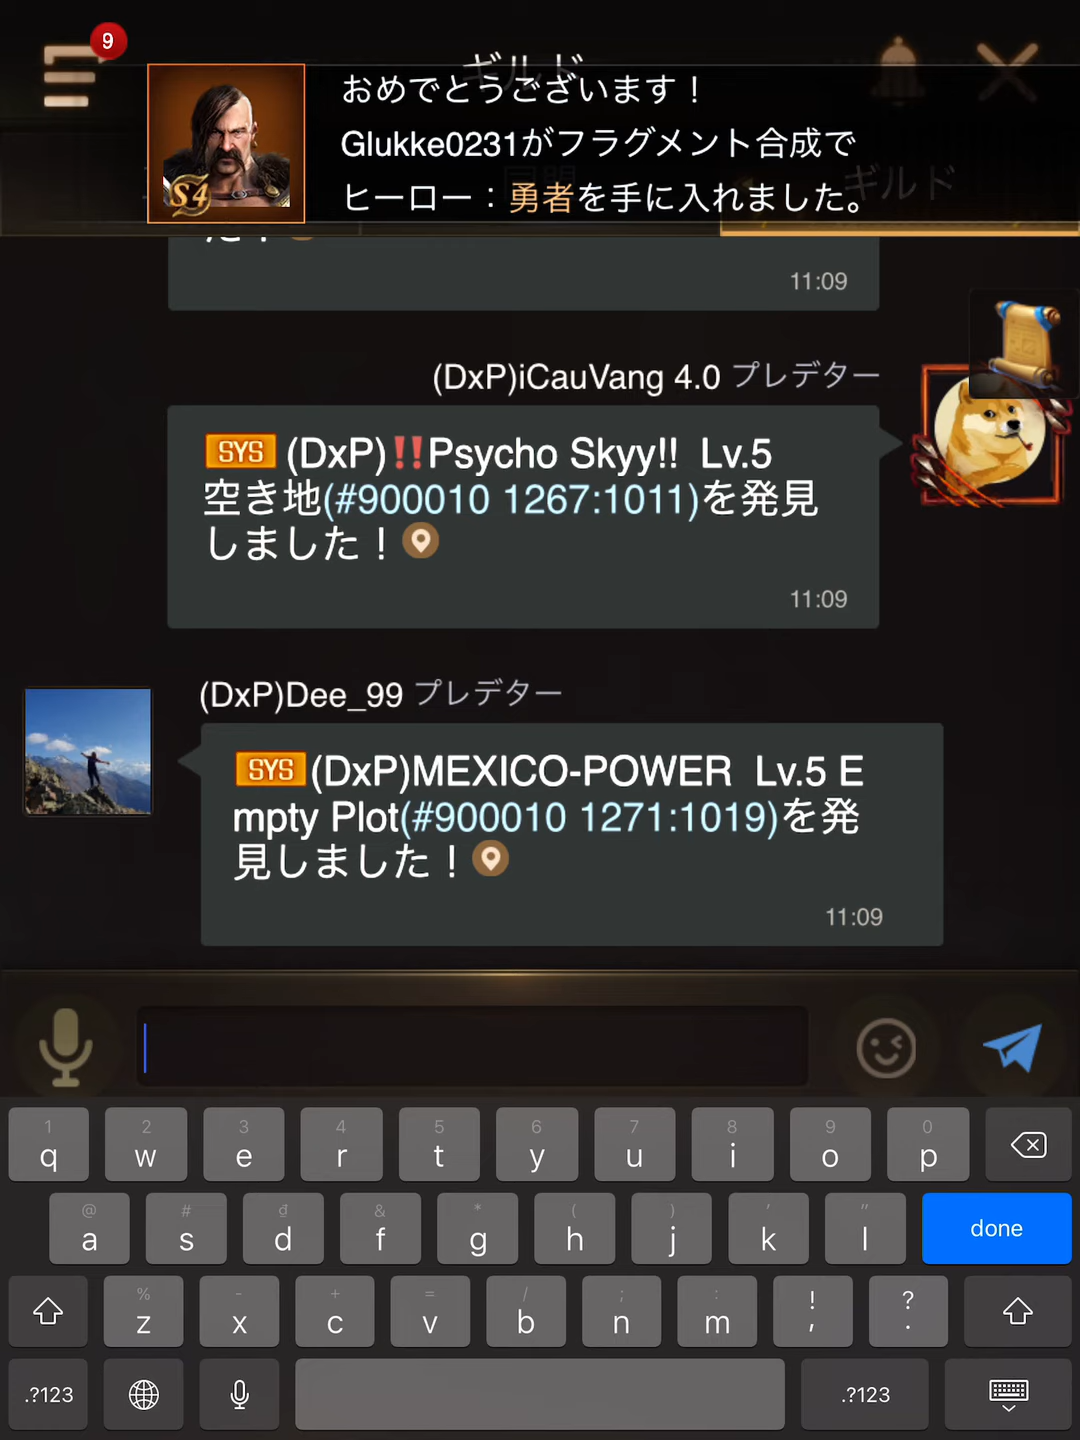 9
ギルド
おめでとうございます！
Glukke0231がフラグメント合成で
ヒーロー：勇者を手に入れました。
S4
ギルド
11:09
(DxP)iCauVang 4.0 プレデター
SYS (DxP)‼️Psycho Skyy!! Lv.5
空き地(#900010 1267:1011)を発見
しました！
11:09
(DxP)Dee_99 プレデター
SYS (DxP)MEXICO-POWER Lv.5 E
mpty Plot(#900010 1271:1019)を発
見しました！
11:09
1 2 3 4 5 6 7 8 9 0
q w e r t y u i o p
@ # đ & * ( ) ' "
a s d f g h j k l done
% - + = / ; : ! ?
z x c v b n m , .
.?123 .?123